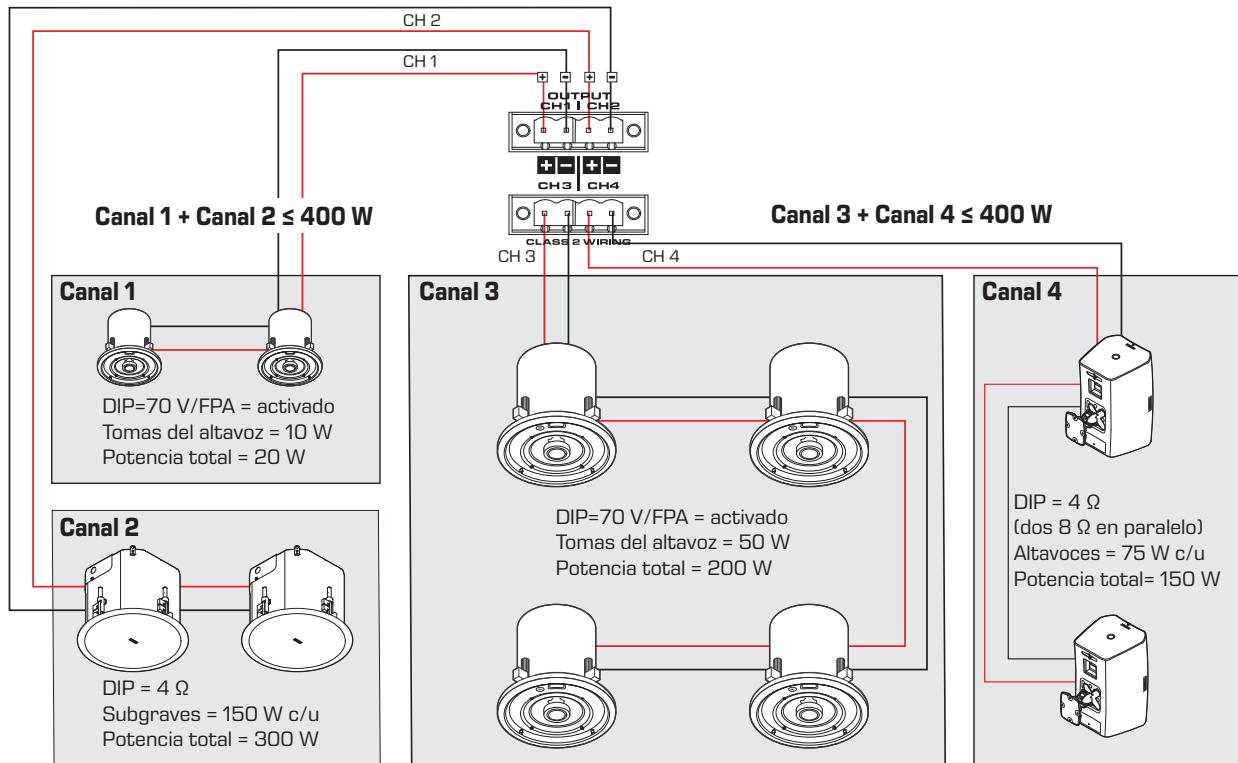 CH 2
CH 1
+ - + -
OUTPUT
CH1 | CH2
+ - | + -
CH3 | CH4
CLASS 2 WIRING
Canal 1 + Canal 2 ≤ 400 W
Canal 3 + Canal 4 ≤ 400 W
CH 3
CH 4
Canal 1
DIP=70 V/FPA = activado
Tomas del altavoz = 10 W
Potencia total = 20 W
Canal 2
DIP = 4 Ω
Subgraves = 150 W c/u
Potencia total = 300 W
Canal 3
DIP=70 V/FPA = activado
Tomas del altavoz = 50 W
Potencia total = 200 W
Canal 4
DIP = 4 Ω
(dos 8 Ω en paralelo)
Altavoces = 75 W c/u
Potencia total= 150 W